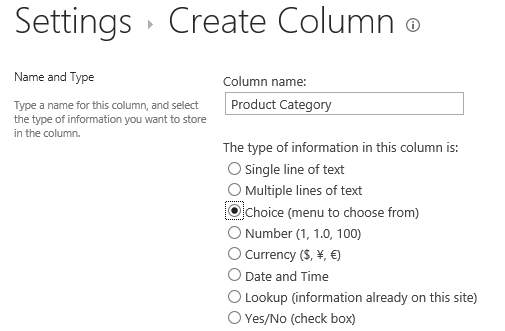 Settings › Create Column
Name and Type
Type a name for this column, and select
the type of information you want to store
in the column.
Column name:
Product Category
The type of information in this column is:
Single line of text
Multiple lines of text
Choice (menu to choose from)
Number (1, 1.0, 100)
Currency ($, ¥, €)
Date and Time
Lookup (information already on this site)
Yes/No (check box)